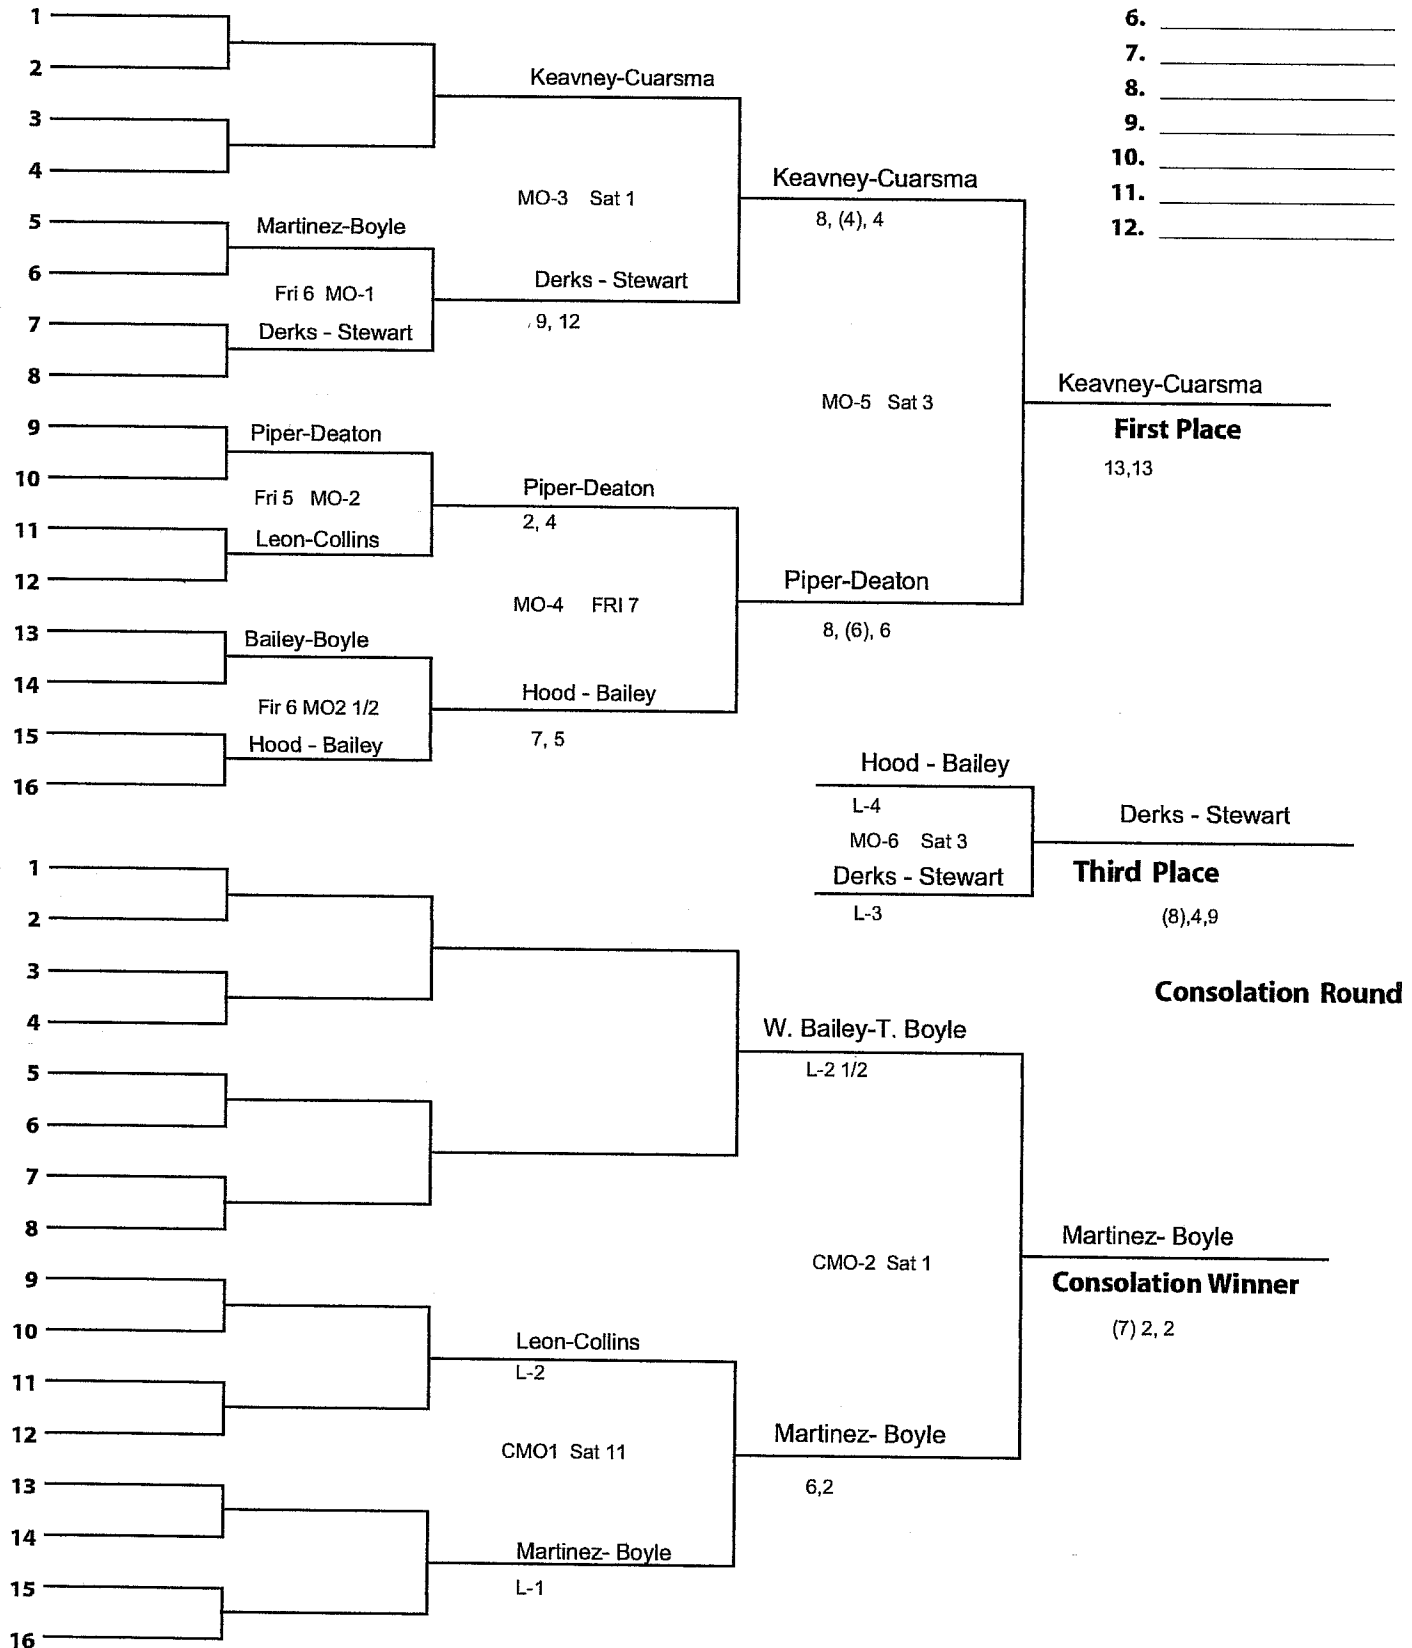 1
2
3
4
5
6
7
8
9
10
11
12
13
14
15
16
Martinez-Boyle
Fri 6 MO-1
Derks - Stewart
Piper-Deaton
Fri 5 MO-2
Leon-Collins
Bailey-Boyle
Fir 6 MO2 1/2
Hood - Bailey
Keavney-Cuarsma
MO-3 Sat 1
Derks - Stewart
9, 12
Piper-Deaton
2, 4
MO-4 FRI 7
Hood - Bailey
7, 5
Keavney-Cuarsma
8, (4), 4
MO-5 Sat 3
Piper-Deaton
8, (6), 6
Keavney-Cuarsma
First Place
13,13
6.
7.
8.
9.
10.
11.
12.
Hood - Bailey
L-4
MO-6 Sat 3
Derks - Stewart
L-3
Derks - Stewart
Third Place
(8),4,9
Consolation Round
1
2
3
4
5
6
7
8
9
10
11
12
13
14
15
16
Leon-Collins
L-2
CMO1 Sat 11
Martinez- Boyle
L-1
W. Bailey-T. Boyle
L-2 1/2
CMO-2 Sat 1
Martinez- Boyle
6,2
Martinez- Boyle
Consolation Winner
(7) 2, 2